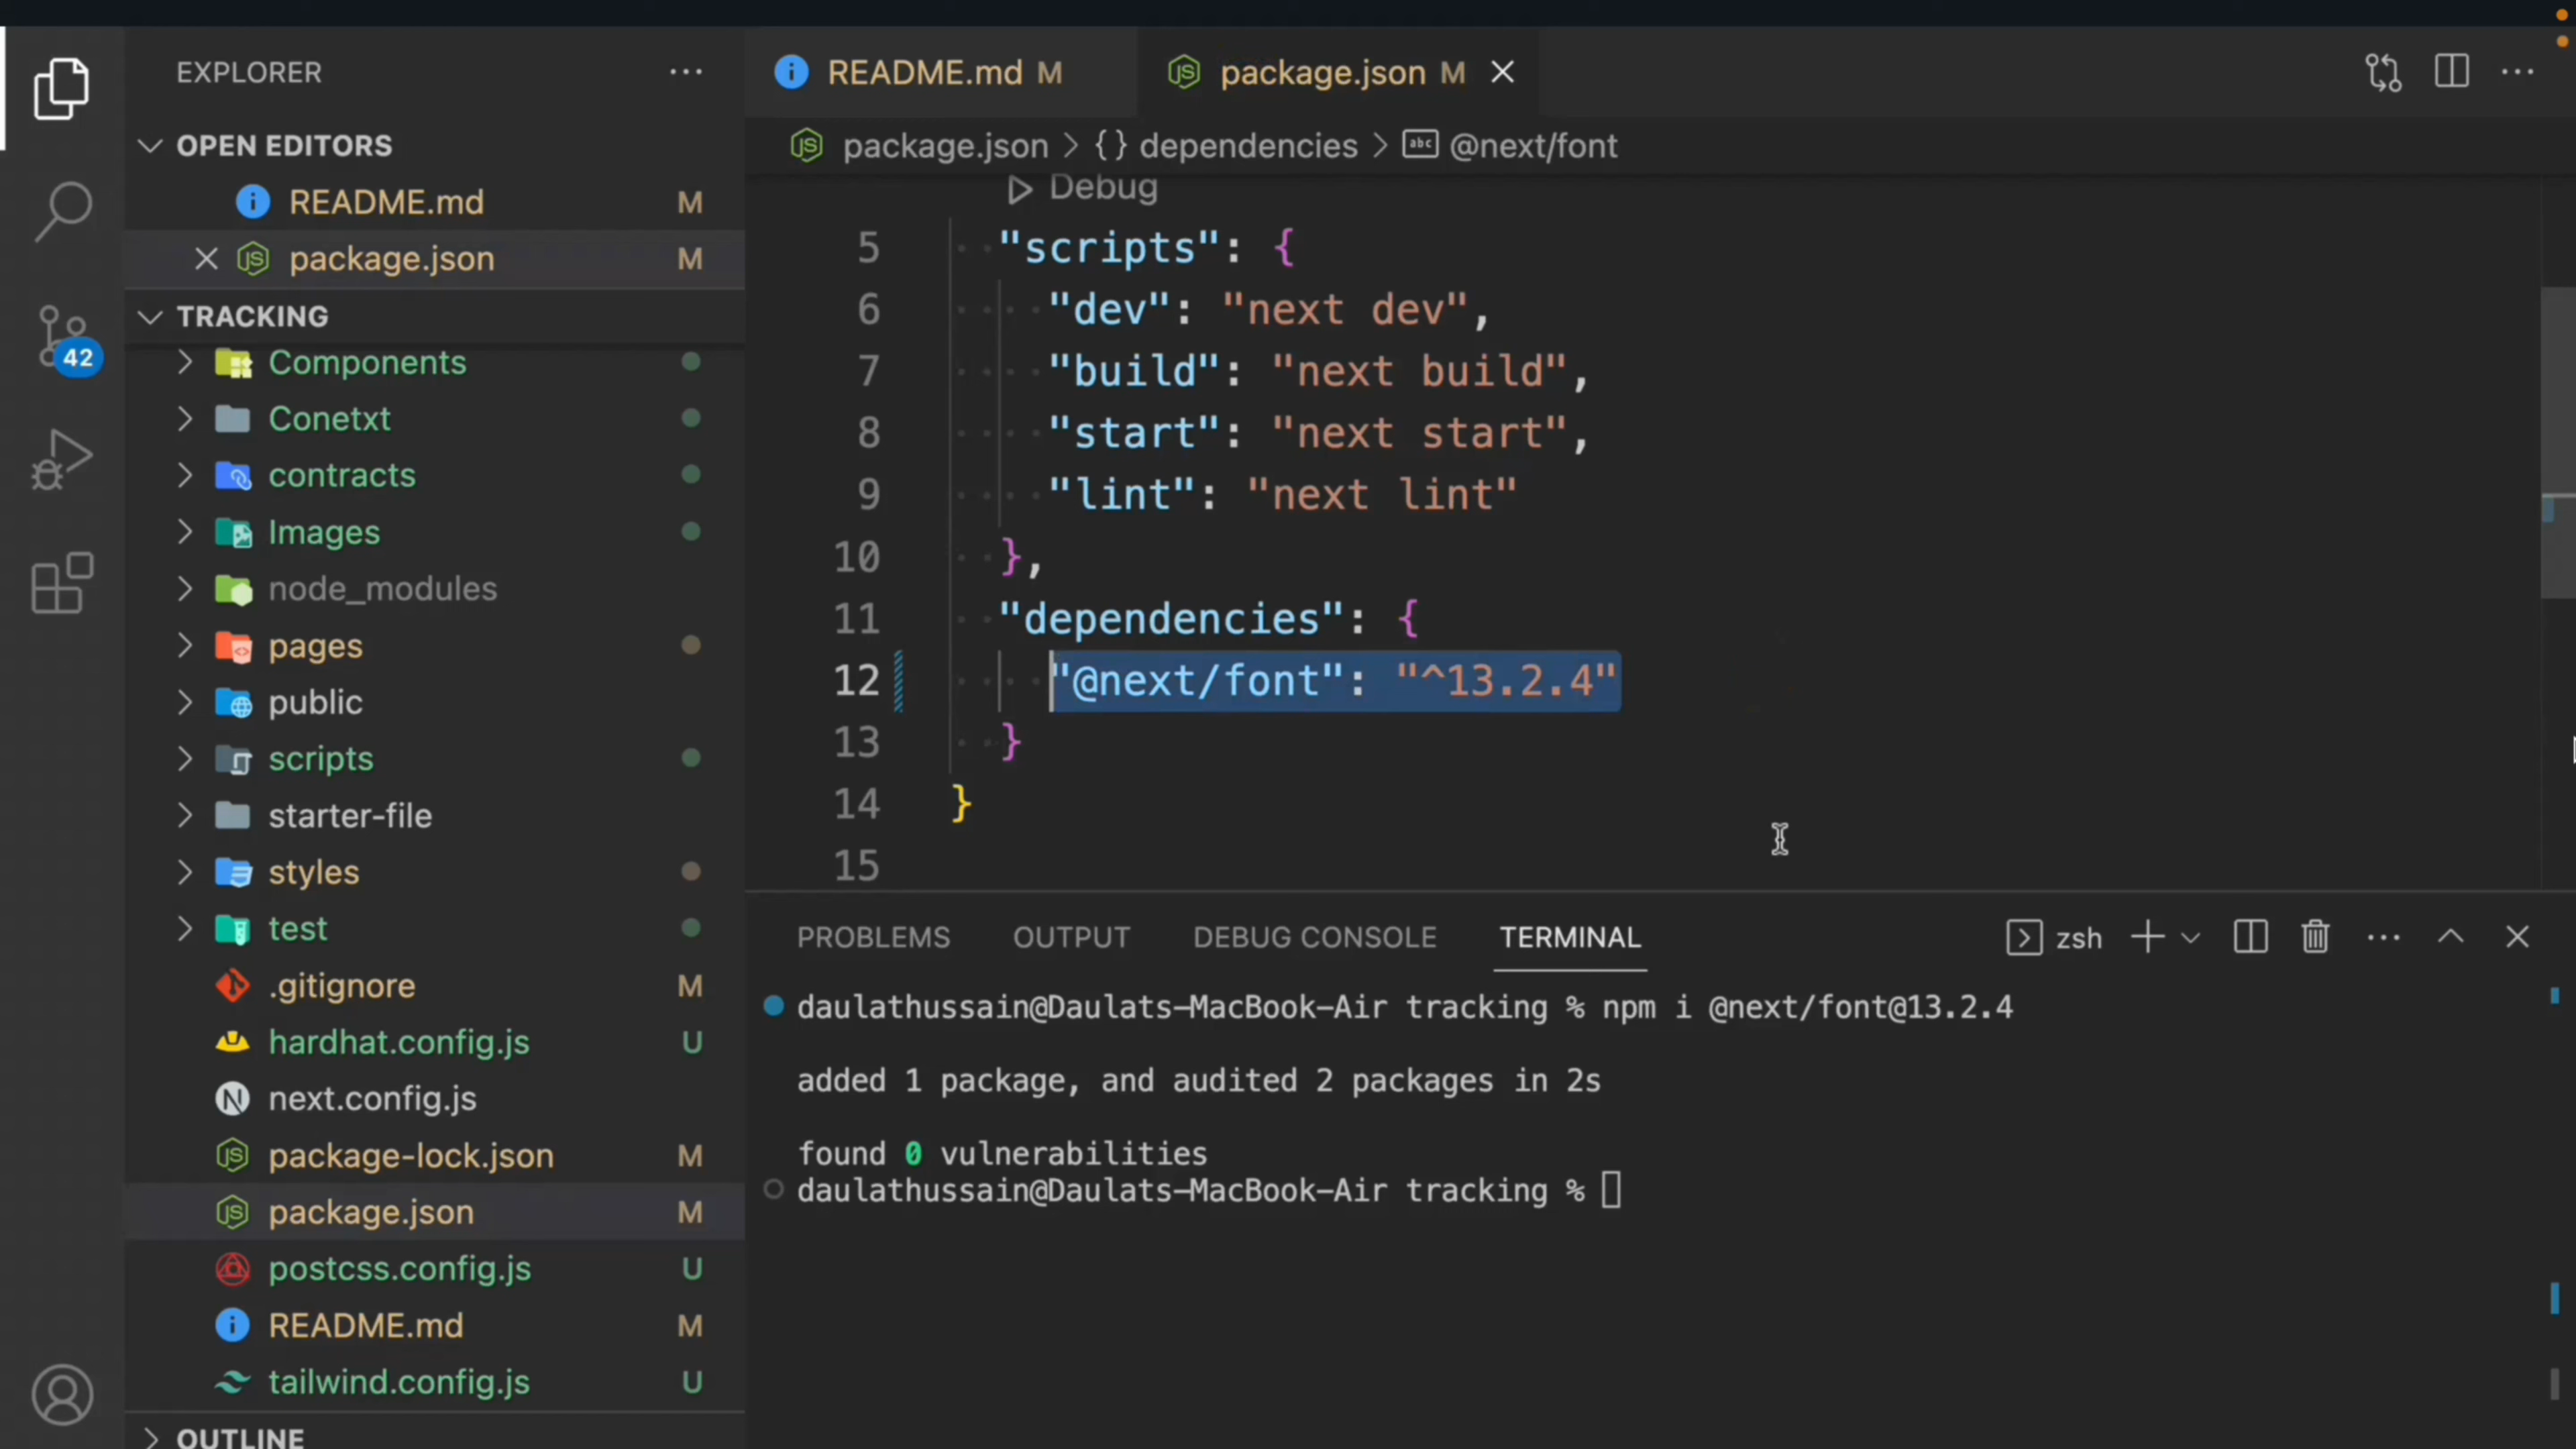 EXPLORER
OPEN EDITORS
README.md M
package.json M
TRACKING
Components
Conetxt
contracts
Images
node_modules
pages
public
scripts
starter-file
styles
test
.gitignore M
hardhat.config.js U
next.config.js
package-lock.json M
package.json M
postcss.config.js U
README.md M
tailwind.config.js U
OUTLINE
42
README.md M
package.json M
package.json > {} dependencies > abc @next/font
Debug
5 "scripts": {
6 "dev": "next dev",
7 "build": "next build",
8 "start": "next start",
9 "lint": "next lint"
10 },
11 "dependencies": {
12 "@next/font": "^13.2.4"
13 }
14 }
15
PROBLEMS OUTPUT DEBUG CONSOLE TERMINAL zsh
daulathussain@Daulats-MacBook-Air tracking % npm i @next/font@13.2.4
added 1 package, and audited 2 packages in 2s
found 0 vulnerabilities
daulathussain@Daulats-MacBook-Air tracking %